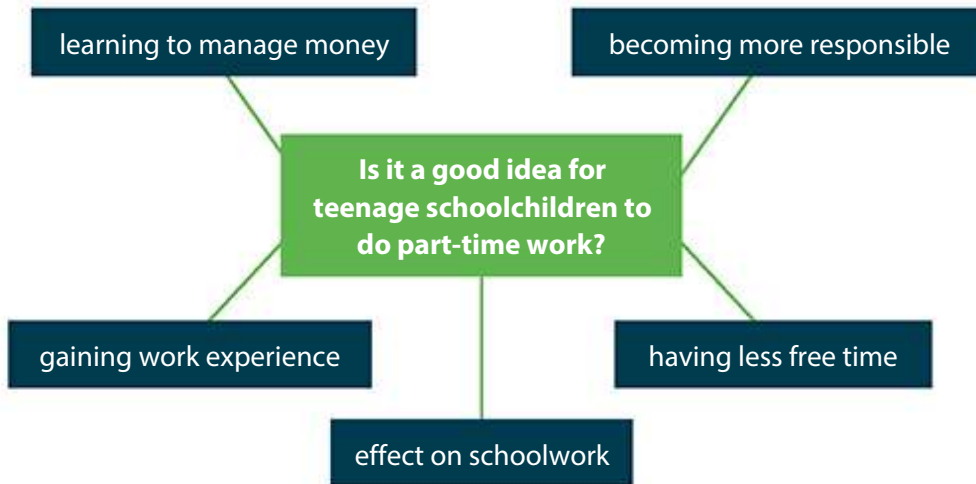 learning to manage money
becoming more responsible
Is it a good idea for
teenage schoolchildren to
do part-time work?
gaining work experience
having less free time
effect on schoolwork